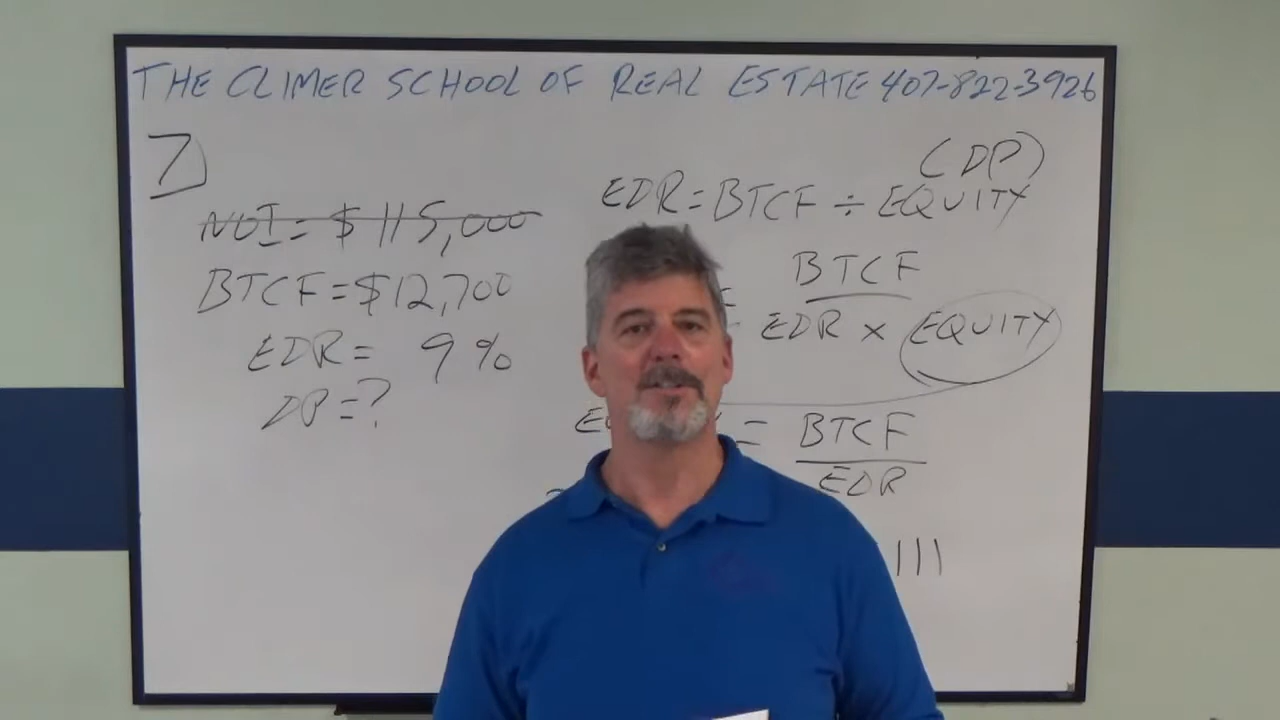 THE CLIMER SCHOOL OF REAL ESTATE 407-822-3926
7)
NOI = $115,000
BTCF = $12,700
EDR = 9%
DP = ?
(DP)
EDR = BTCF ÷ EQUITY
= BTCF
EDR x EQUITY
= BTCF
EDR
111